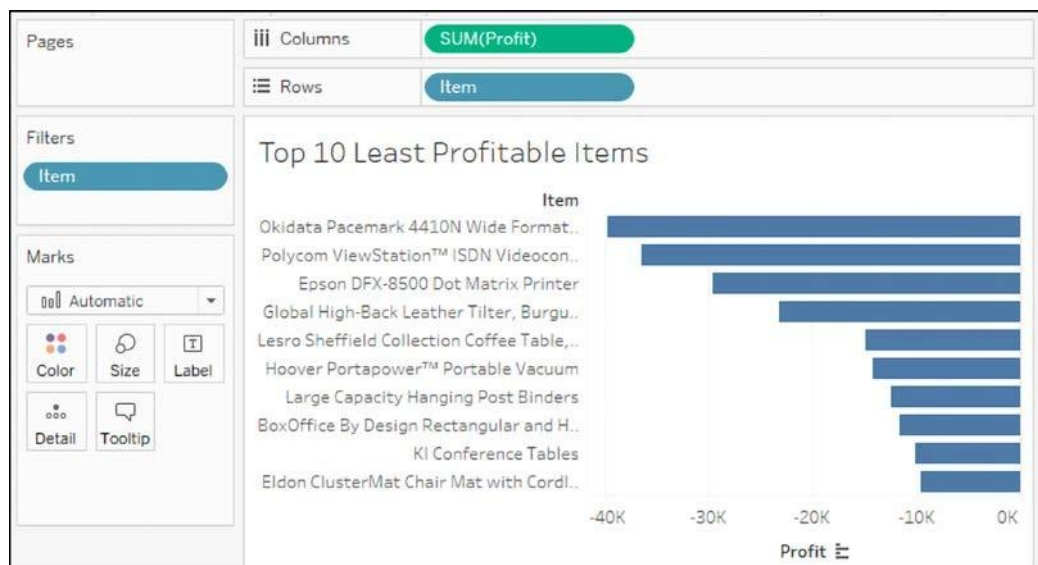 Pages
Columns
SUM(Profit)
Rows
Item
Filters
Item
Marks
Automatic
Color
Size
Label
Detail
Tooltip
Top 10 Least Profitable Items
Item
Okidata Pacemark 4410N Wide Format..
Polycom ViewStation™ ISDN Videocon..
Epson DFX-8500 Dot Matrix Printer
Global High-Back Leather Tilter, Burgu..
Lesro Sheffield Collection Coffee Table,..
Hoover Portapower™ Portable Vacuum
Large Capacity Hanging Post Binders
BoxOffice By Design Rectangular and H..
KI Conference Tables
Eldon ClusterMat Chair Mat with Cordl..
-40K -30K -20K -10K 0K
Profit